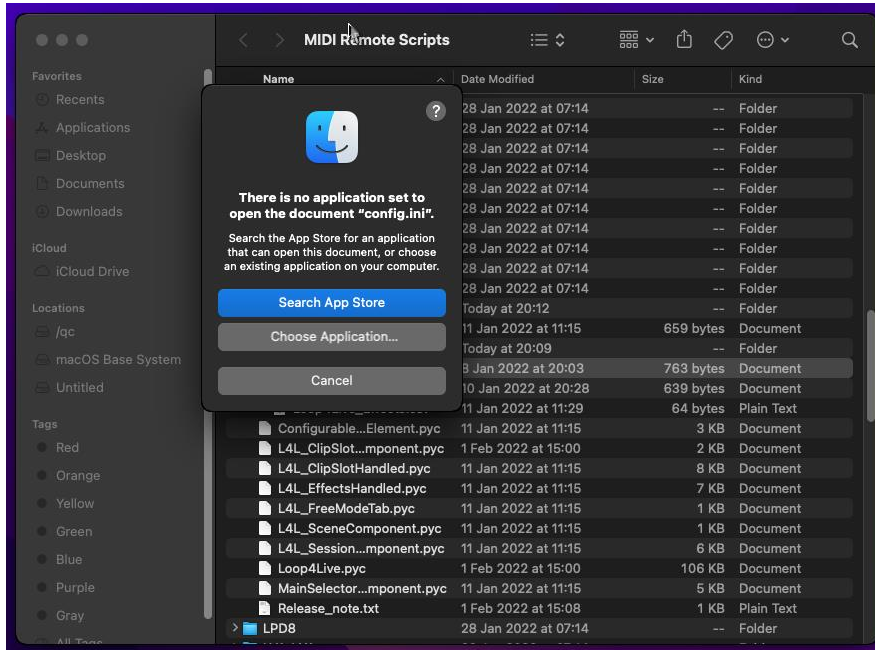 MIDI Remote Scripts
Favorites
Recents
Applications
Desktop
Documents
Downloads
iCloud
iCloud Drive
Locations
/qc
macOS Base System
Untitled
Tags
Red
Orange
Yellow
Green
Blue
Purple
Gray
All Tags
?
There is no application set to
open the document “config.ini”.
Search the App Store for an application
that can open this document, or choose
an existing application on your computer.
Search App Store
Choose Application...
Cancel
Name Date Modified Size Kind
28 Jan 2022 at 07:14 -- Folder
28 Jan 2022 at 07:14 -- Folder
28 Jan 2022 at 07:14 -- Folder
28 Jan 2022 at 07:14 -- Folder
28 Jan 2022 at 07:14 -- Folder
28 Jan 2022 at 07:14 -- Folder
28 Jan 2022 at 07:14 -- Folder
28 Jan 2022 at 07:14 -- Folder
28 Jan 2022 at 07:14 -- Folder
28 Jan 2022 at 07:14 -- Folder
Today at 20:12 -- Folder
11 Jan 2022 at 11:15 659 bytes Document
Today at 20:09 -- Folder
8 Jan 2022 at 20:03 763 bytes Document
10 Jan 2022 at 20:28 639 bytes Document
11 Jan 2022 at 11:29 64 bytes Plain Text
Configurable...Element.pyc 11 Jan 2022 at 11:15 3 KB Document
L4L_ClipSlot...mponent.pyc 1 Feb 2022 at 15:00 2 KB Document
L4L_ClipSlotHandled.pyc 11 Jan 2022 at 11:15 8 KB Document
L4L_EffectsHandled.pyc 11 Jan 2022 at 11:15 7 KB Document
L4L_FreeModeTab.pyc 11 Jan 2022 at 11:15 1 KB Document
L4L_SceneComponent.pyc 11 Jan 2022 at 11:15 1 KB Document
L4L_Session...mponent.pyc 11 Jan 2022 at 11:15 6 KB Document
Loop4Live.pyc 1 Feb 2022 at 15:00 106 KB Document
MainSelector...mponent.pyc 11 Jan 2022 at 11:15 5 KB Document
Release_note.txt 1 Feb 2022 at 15:08 1 KB Plain Text
LPD8 28 Jan 2022 at 07:14 -- Folder